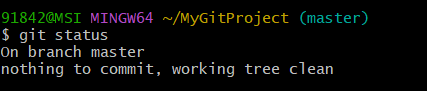 91842@MSI MINGW64 ~/MyGitProject (master)
$ git status
On branch master
nothing to commit, working tree clean